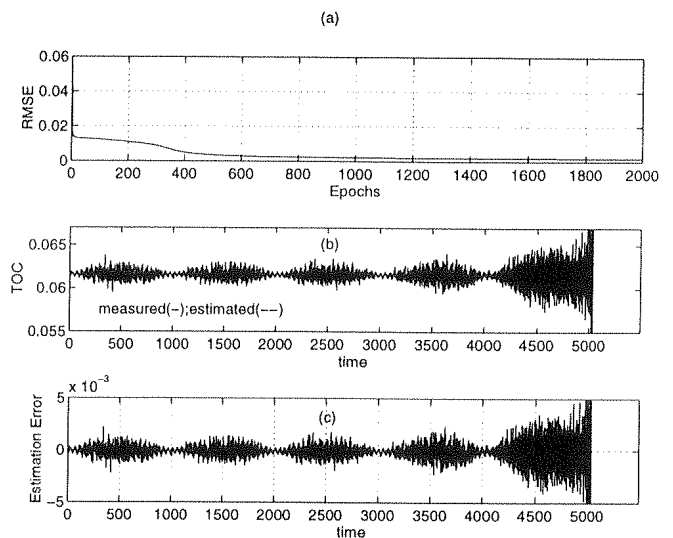 (a)
0.06
0.04
0.02
0
RMSE
0 200 400 600 800 1000 1200 1400 1600 1800 2000
Epochs
(b)
0.065
0.06
0.055
TOC
measured(-);estimated(--)
0 500 1000 1500 2000 2500 3000 3500 4000 4500 5000
time
x 10⁻³
(c)
5
0
-5
Estimation Error
0 500 1000 1500 2000 2500 3000 3500 4000 4500 5000
time